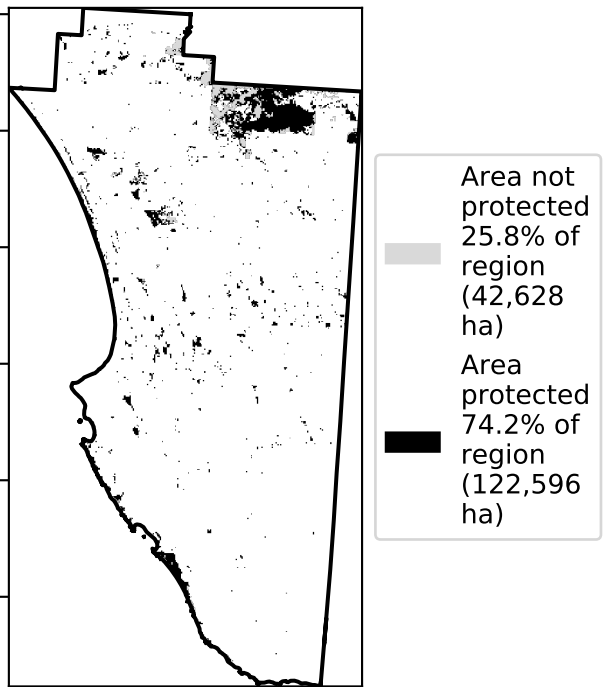 Area not
protected
25.8% of
region
(42,628
ha)
Area
protected
74.2% of
region
(122,596
ha)